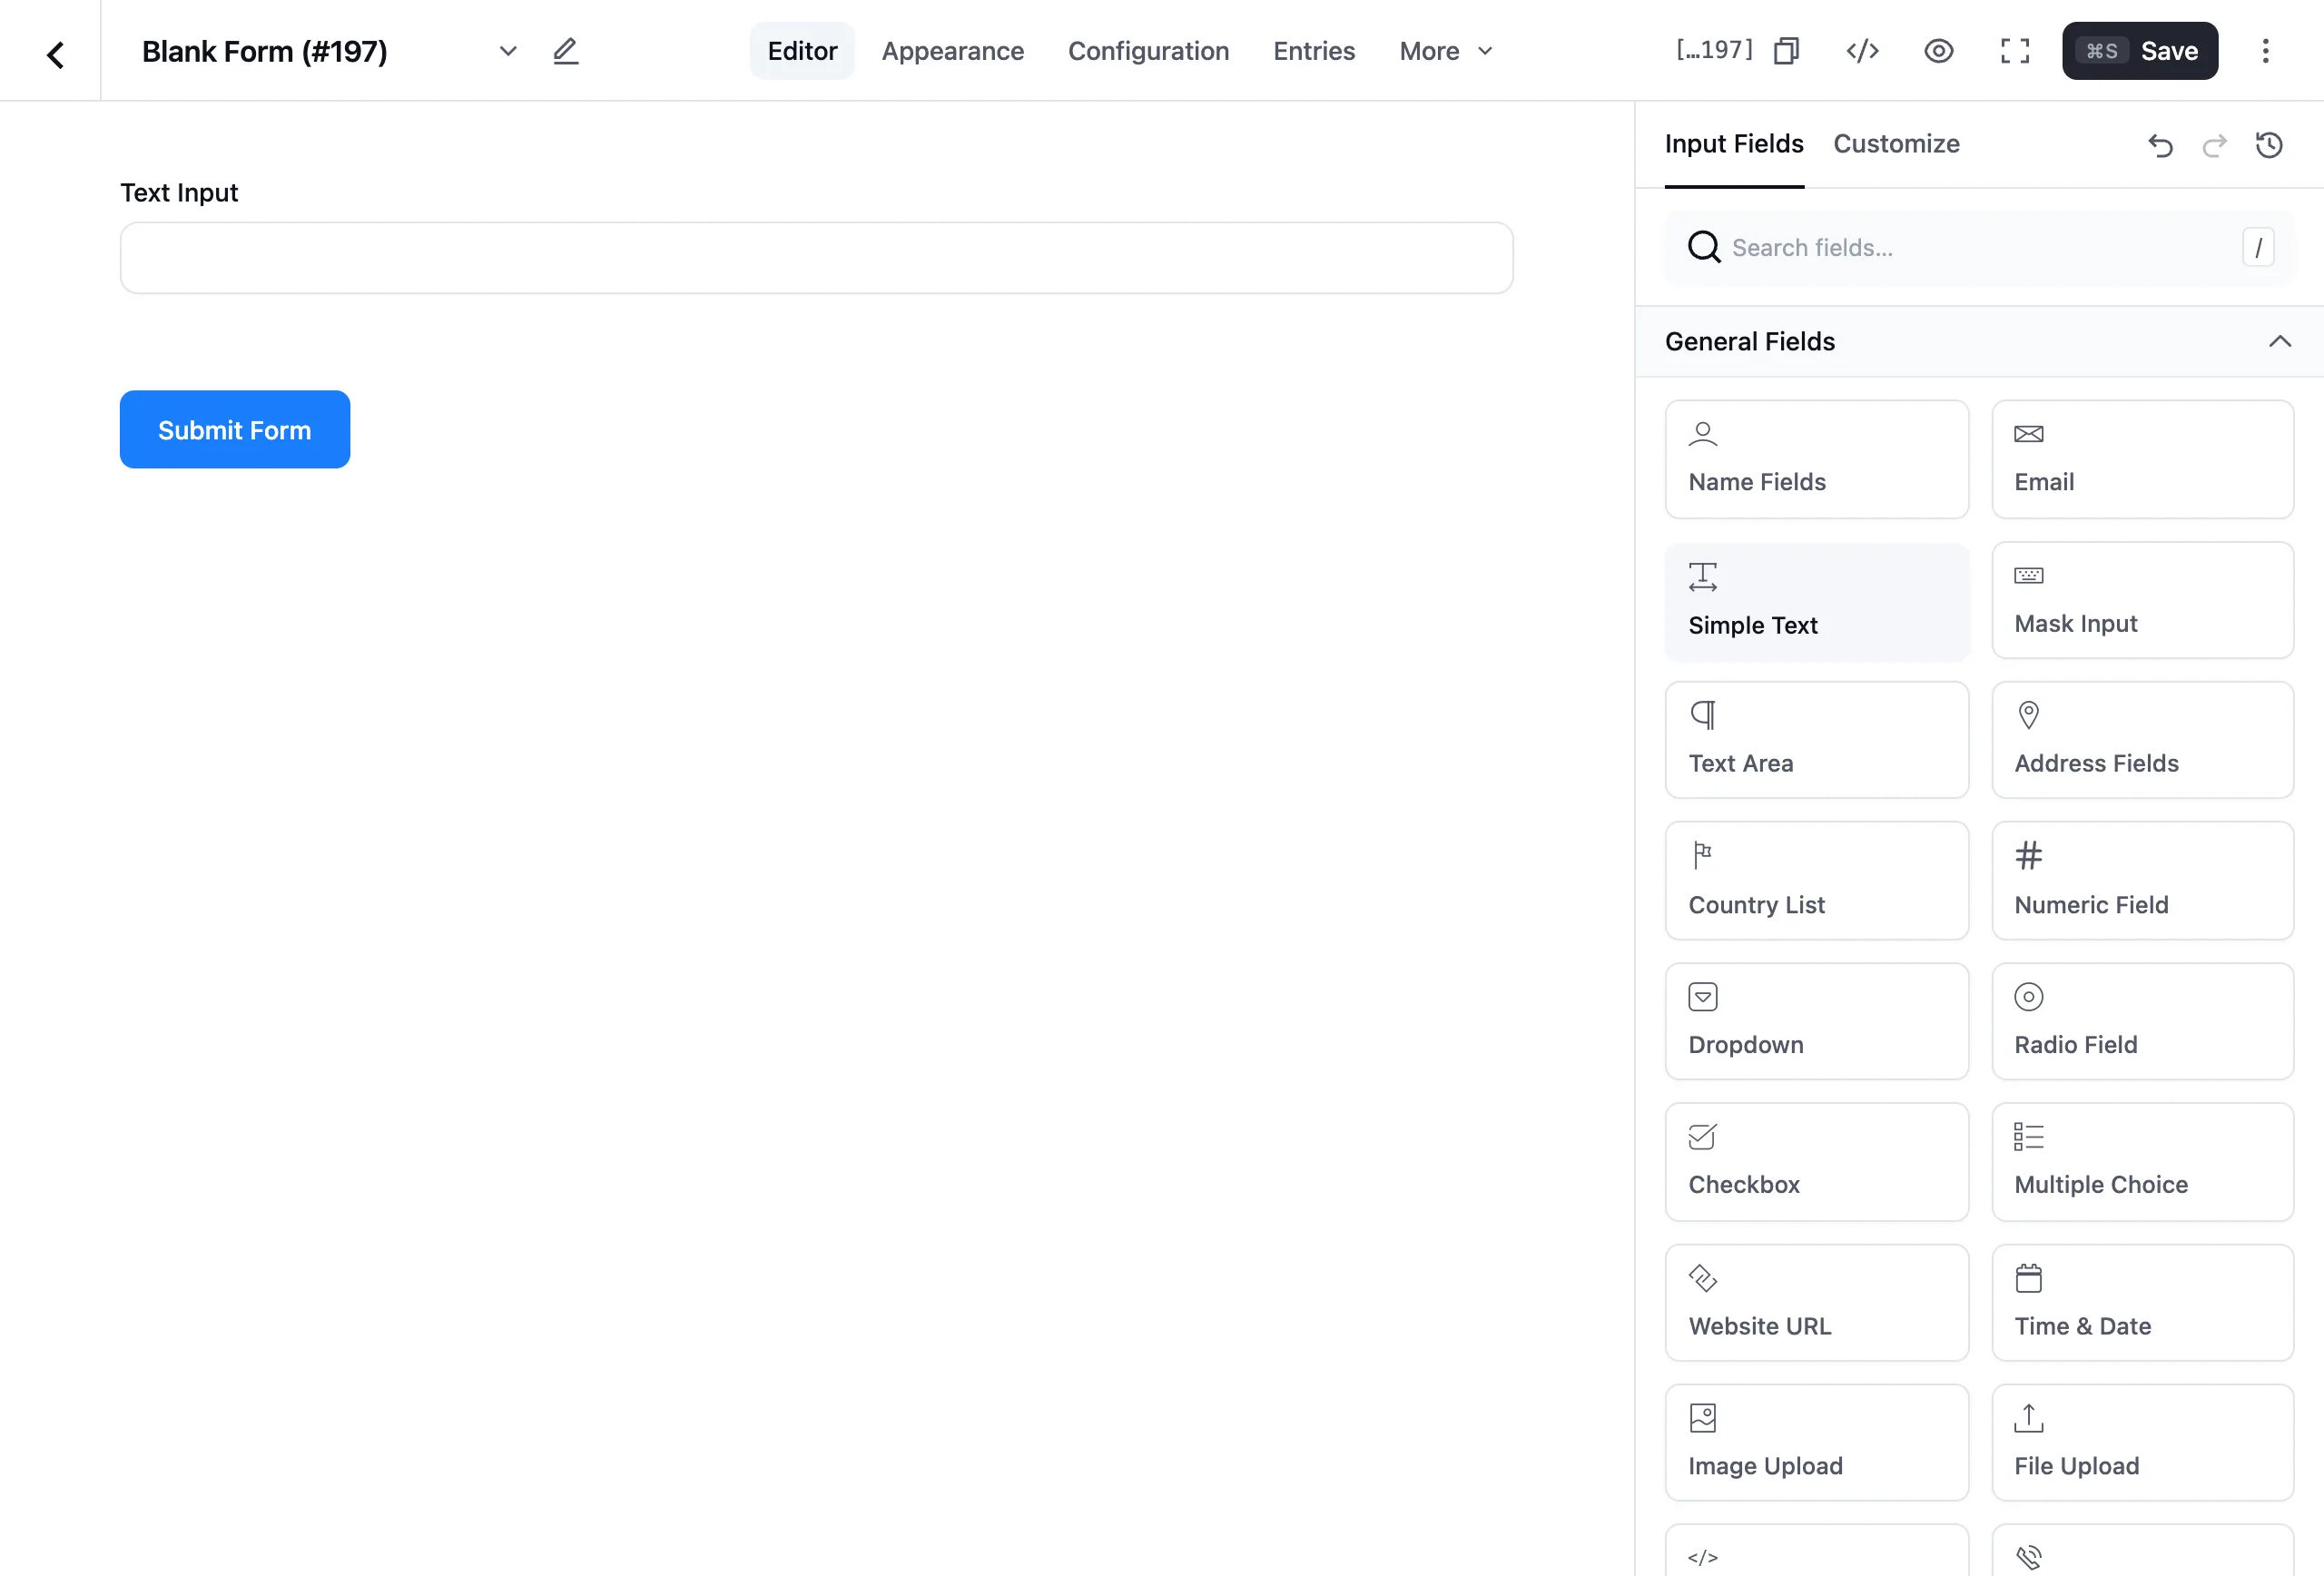 Blank Form (#197)
Editor
Appearance
Configuration
Entries
More
[…197]
⌘S Save
Input Fields
Customize
Text Input
Search fields...
/
General Fields
Submit Form
Name Fields
Email
Simple Text
Mask Input
Text Area
Address Fields
Country List
Numeric Field
Dropdown
Radio Field
Checkbox
Multiple Choice
Website URL
Time & Date
Image Upload
File Upload